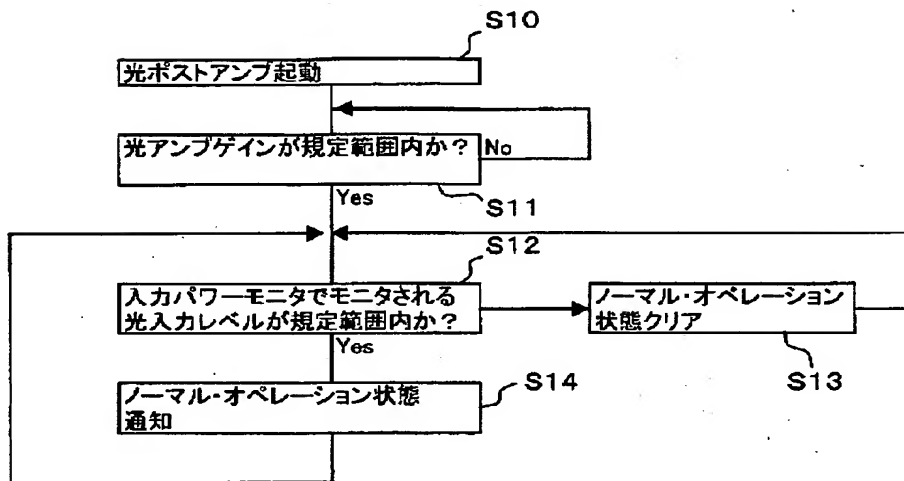 S10
光ポストアンプ起動
光アンプゲインが規定範囲内か?
No
Yes
S11
S12
入力パワーモニタでモニタされる
光入力レベルが規定範囲内か?
ノーマル・オペレーション
状態クリア
Yes
S13
S14
ノーマル・オペレーション状態
通知